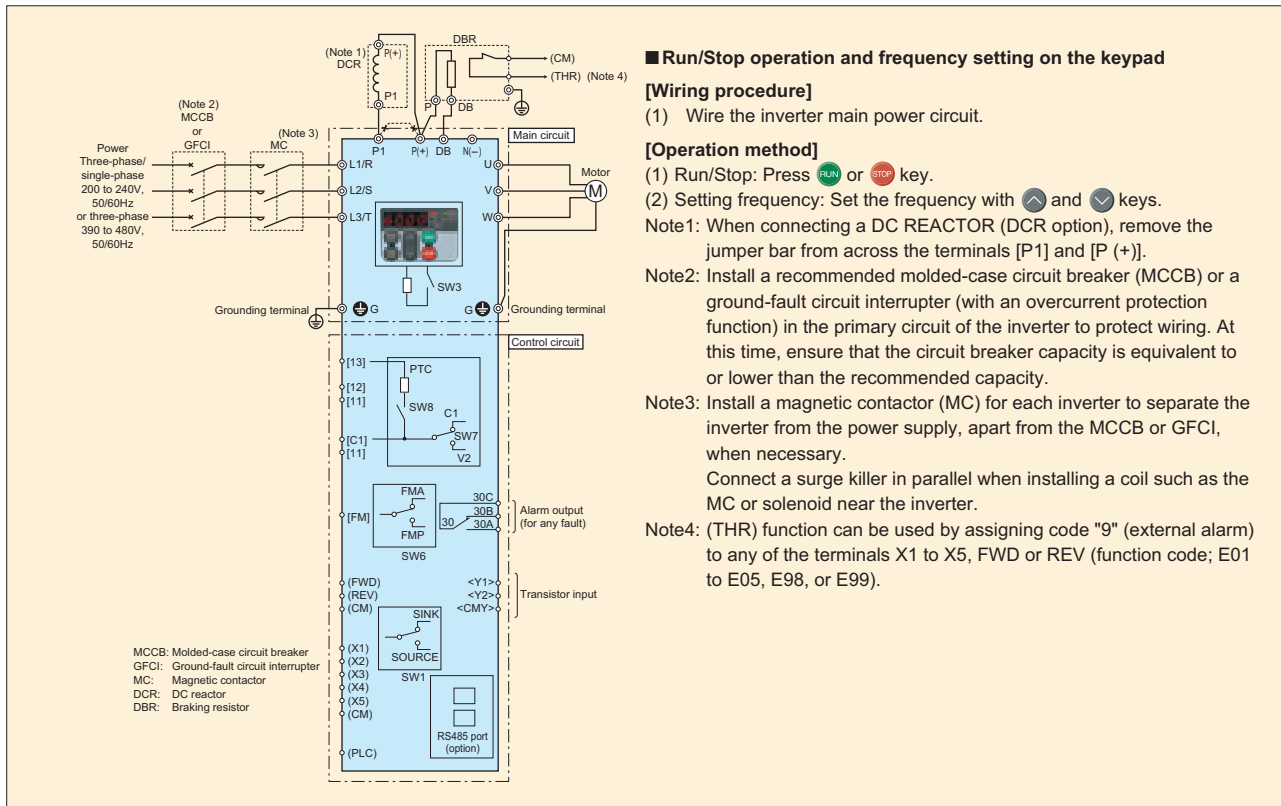 (Note 1)
DCR
P(+)
P1
DBR
(CM)
(THR) (Note 4)
P
DB
(Note 2)
MCCB
or
GFCI
(Note 3)
MC
Power
Three-phase/
single-phase
200 to 240V,
50/60Hz
or three-phase
390 to 480V,
50/60Hz
Main circuit
P1 P(+) DB N(−)
L1/R
L2/S
L3/T
U
V
W
Motor
M
SW3
Grounding terminal
G
G
Grounding terminal
Control circuit
[13]
[12]
[11]
[C1]
[11]
PTC
SW8
C1
SW7
V2
[FM]
FMA
FMP
SW6
30C
30B
30
30A
Alarm output
(for any fault)
(FWD)
(REV)
(CM)
<Y1>
<Y2>
<CMY>
Transistor input
SINK
SOURCE
SW1
(X1)
(X2)
(X3)
(X4)
(X5)
(CM)
(PLC)
RS485 port
(option)
MCCB: Molded-case circuit breaker
GFCI: Ground-fault circuit interrupter
MC: Magnetic contactor
DCR: DC reactor
DBR: Braking resistor
■ Run/Stop operation and frequency setting on the keypad
[Wiring procedure]
(1) Wire the inverter main power circuit.
[Operation method]
(1) Run/Stop: Press RUN or STOP key.
(2) Setting frequency: Set the frequency with and keys.
Note1: When connecting a DC REACTOR (DCR option), remove the
jumper bar from across the terminals [P1] and [P (+)].
Note2: Install a recommended molded-case circuit breaker (MCCB) or a
ground-fault circuit interrupter (with an overcurrent protection
function) in the primary circuit of the inverter to protect wiring. At
this time, ensure that the circuit breaker capacity is equivalent to
or lower than the recommended capacity.
Note3: Install a magnetic contactor (MC) for each inverter to separate the
inverter from the power supply, apart from the MCCB or GFCI,
when necessary.
Connect a surge killer in parallel when installing a coil such as the
MC or solenoid near the inverter.
Note4: (THR) function can be used by assigning code "9" (external alarm)
to any of the terminals X1 to X5, FWD or REV (function code; E01
to E05, E98, or E99).